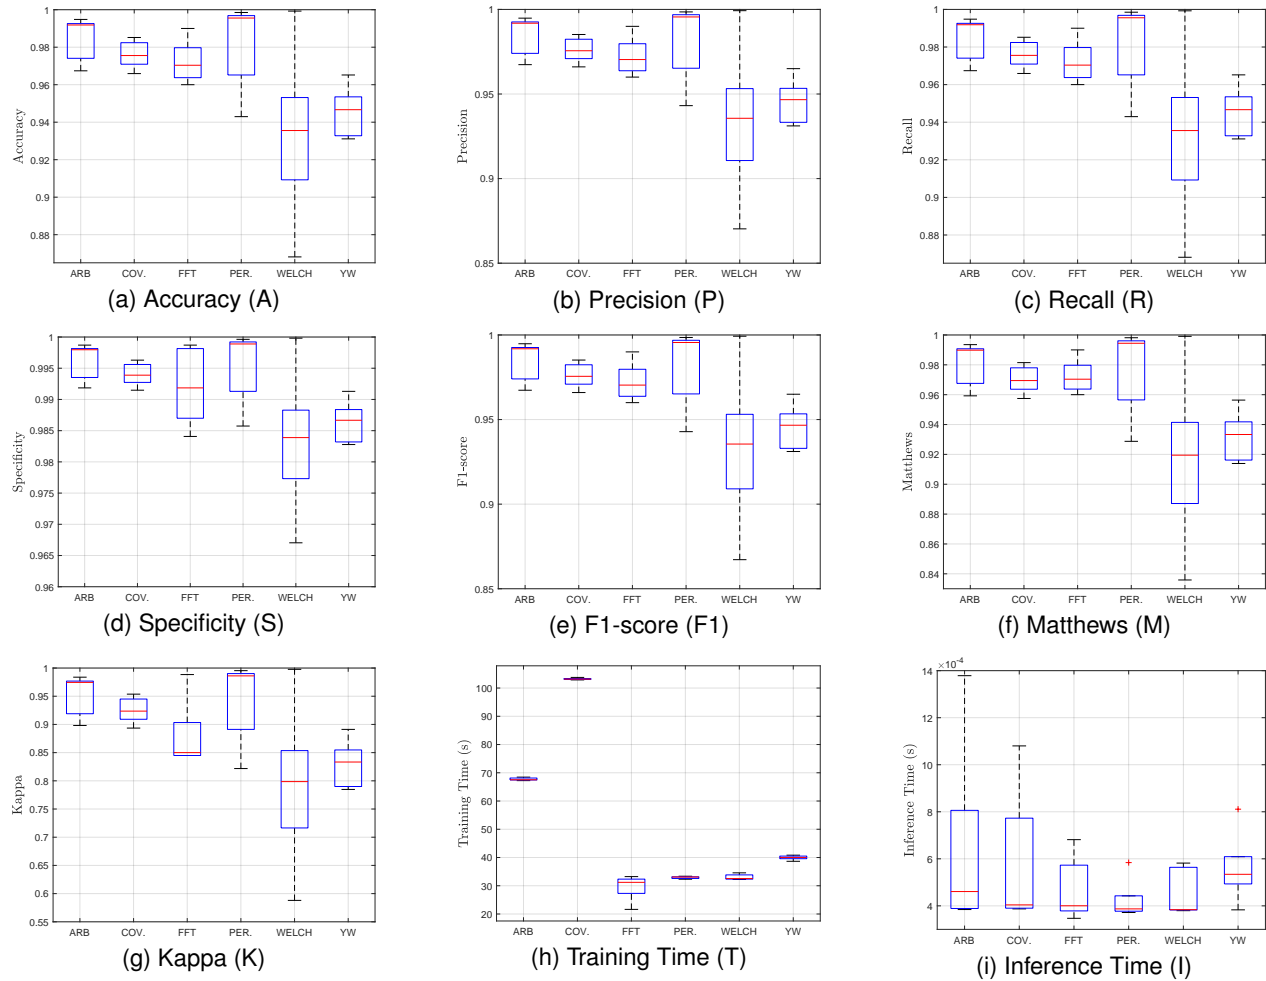 1
0.98
0.96
0.94
0.92
0.9
0.88
Accuracy
ARB COV. FFT PER. WELCH YW
(a) Accuracy (A)
1
0.95
0.9
0.85
Precision
ARB COV. FFT PER. WELCH YW
(b) Precision (P)
1
0.98
0.96
0.94
0.92
0.9
0.88
Recall
ARB COV. FFT PER. WELCH YW
(c) Recall (R)
1
0.995
0.99
0.985
0.98
0.975
0.97
0.965
0.96
Specificity
ARB COV. FFT PER. WELCH YW
(d) Specificity (S)
1
0.95
0.9
0.85
F1-score
ARB COV. FFT PER. WELCH YW
(e) F1-score (F1)
1
0.98
0.96
0.94
0.92
0.9
0.88
0.86
0.84
Matthews
ARB COV. FFT PER. WELCH YW
(f) Matthews (M)
1
0.95
0.9
0.85
0.8
0.75
0.7
0.65
0.6
0.55
Kappa
ARB COV. FFT PER. WELCH YW
(g) Kappa (K)
100
90
80
70
60
50
40
30
20
Training Time (s)
ARB COV. FFT PER. WELCH YW
(h) Training Time (T)
×10⁻⁴
14
12
10
8
6
4
Inference Time (s)
ARB COV. FFT PER. WELCH YW
(i) Inference Time (I)